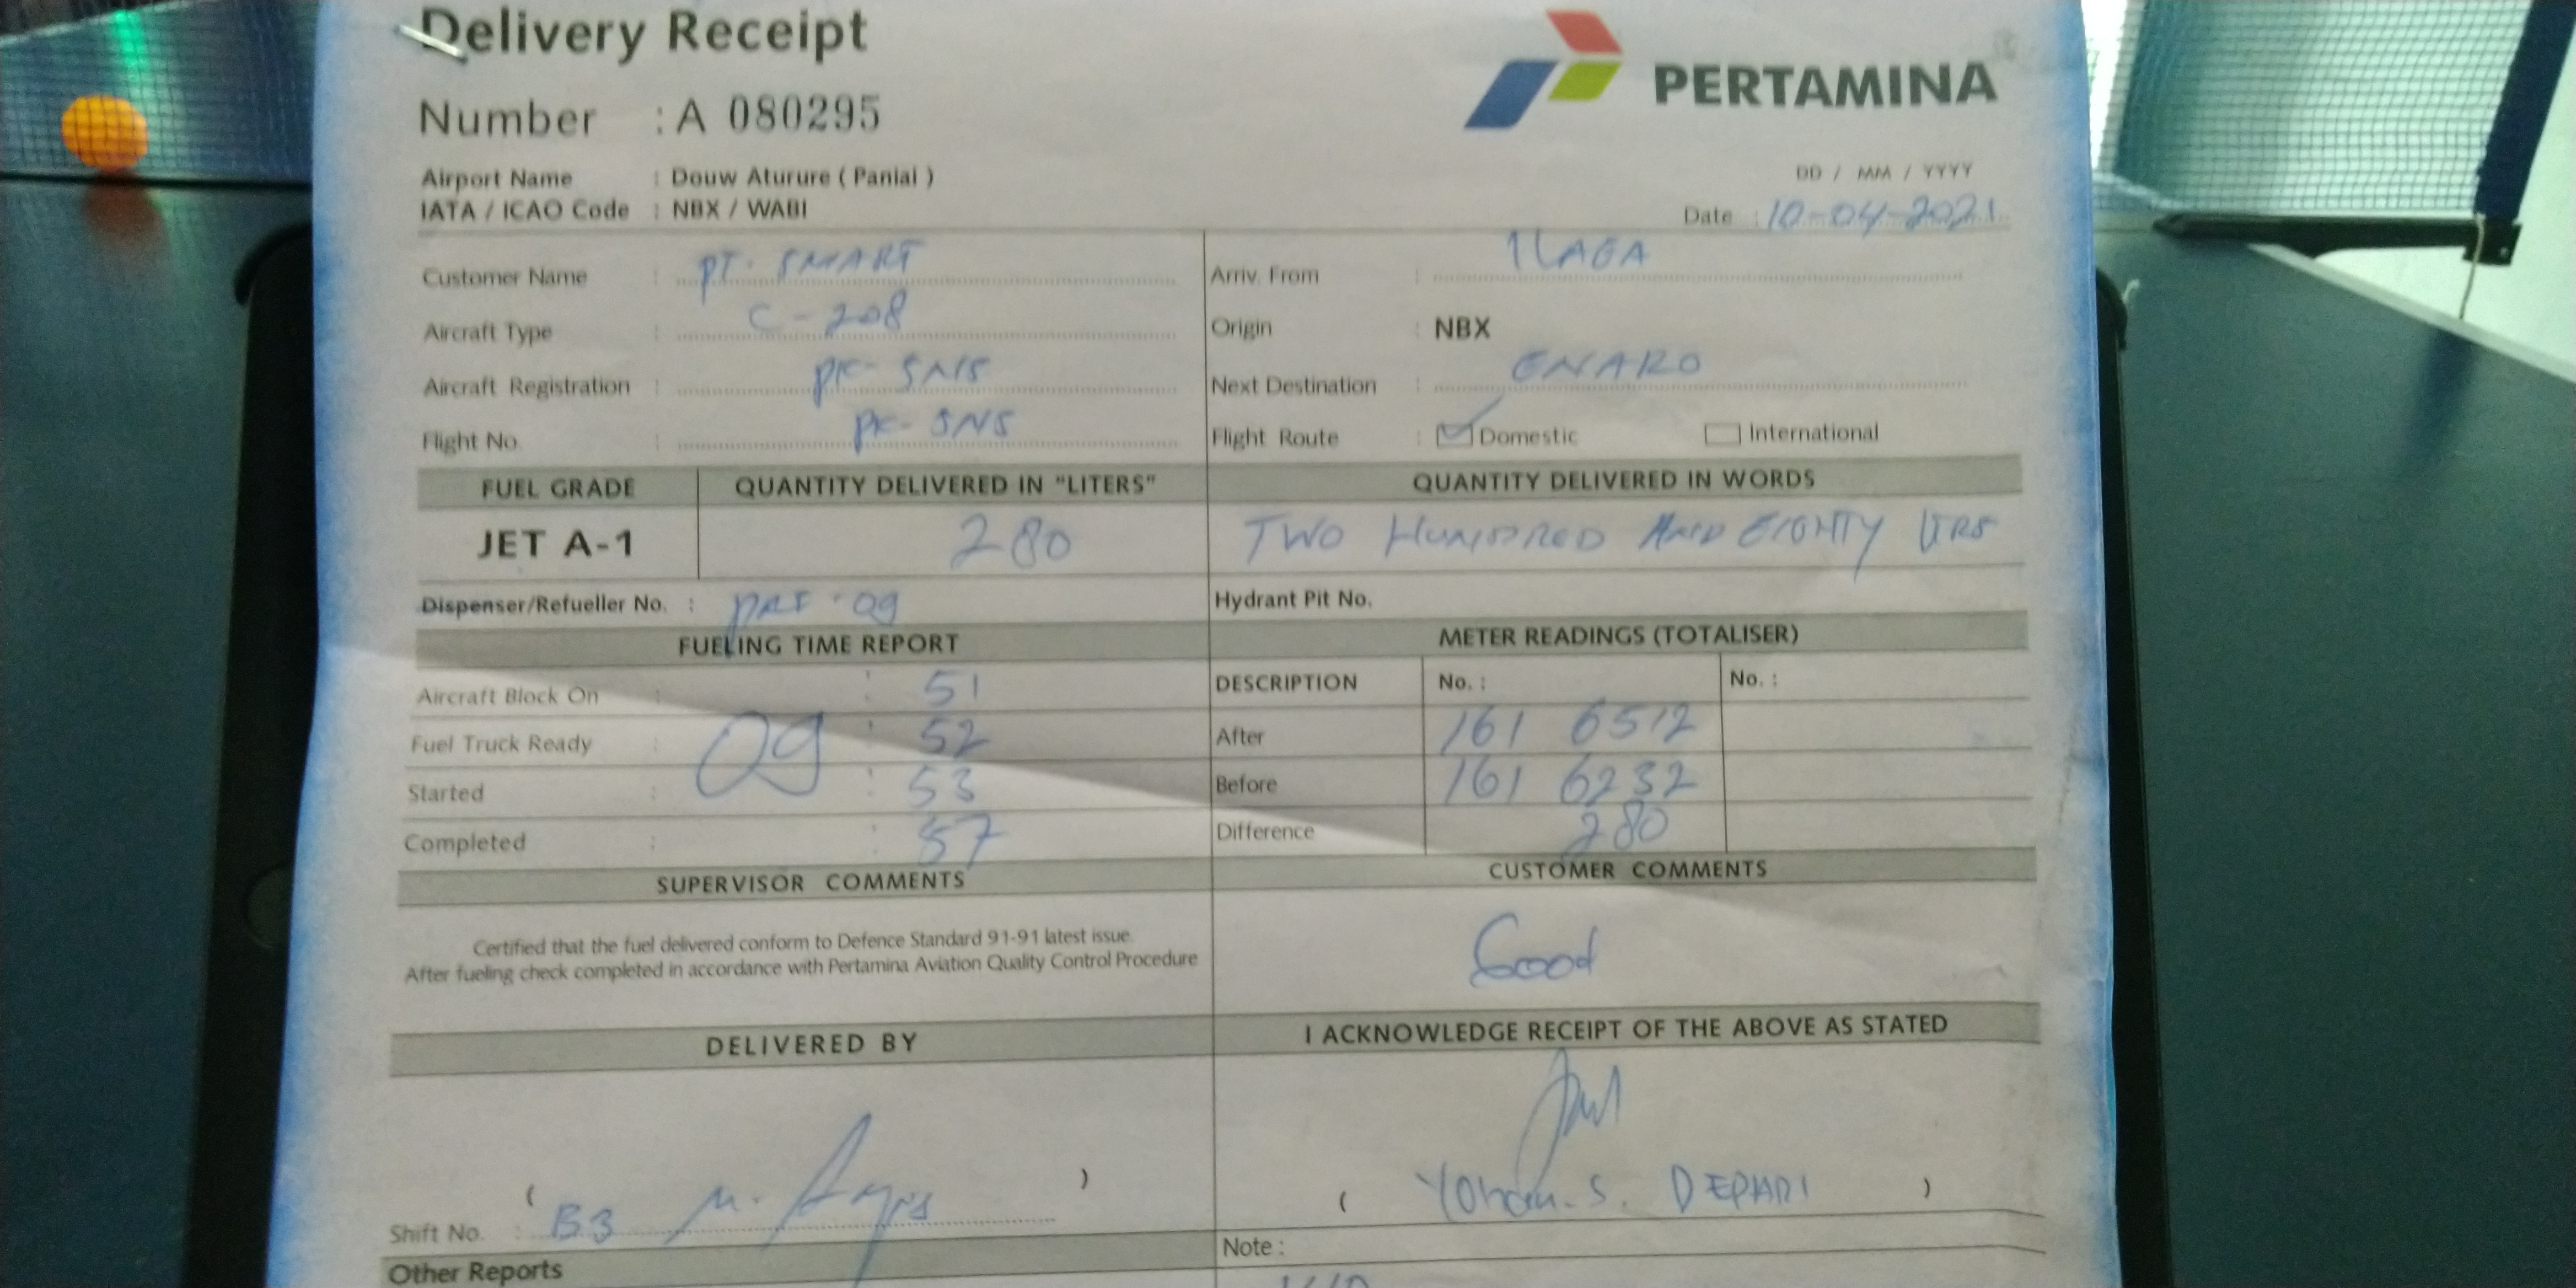 Delivery Receipt
PERTAMINA
Number : A 080295
Airport Name : Douw Aturure ( Paniai )
IATA / ICAO Code : NBX / WABI
DD / MM / YYYY
Date : 10-04-2021
Customer Name : PT. SMART
Arriv. From : ILAGA
Aircraft Type : C-208
Origin : NBX
Aircraft Registration : PK-SNS
Next Destination : ENARO
Flight No. : PK-SNS
Flight Route : Domestic International
FUEL GRADE QUANTITY DELIVERED IN "LITERS" QUANTITY DELIVERED IN WORDS
JET A-1 280 TWO HUNDRED AND EIGHTY LTRS
Dispenser/Refueller No. : 09
Hydrant Pit No.
FUELING TIME REPORT METER READINGS (TOTALISER)
Aircraft Block On : : 51
DESCRIPTION No. : No. :
Fuel Truck Ready : 09 : 52
After 161 6512
Started : : 53
Before 161 6232
Completed : : 57
Difference 280
SUPERVISOR COMMENTS CUSTOMER COMMENTS
Certified that the fuel delivered conform to Defence Standard 91-91 latest issue.
After fueling check completed in accordance with Pertamina Aviation Quality Control Procedure
Good
DELIVERED BY I ACKNOWLEDGE RECEIPT OF THE ABOVE AS STATED
( )
( S. DEPARI )
Shift No. : B3 M.
Note :
Other Reports